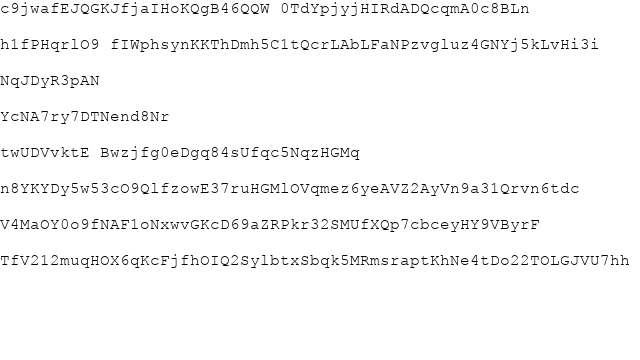 c9jwafEJQGKJfjaIHoKQgB46QQW 0TdYpjyjHIRdADQcqmA0c8BLn
h1fPHqrlO9 fIWphsynKKThDmh5C1tQcrLAbLFaNPzvgluz4GNYj5kLvHi3i
NqJDyR3pAN
YcNA7ry7DTNend8Nr
twUDVvktE Bwzjfg0eDgq84sUfqc5NqzHGMq
n8YKYDy5w53cO9QlfzowE37ruHGMlOVqmez6yeAVZ2AyVn9a31Qrvn6tdc
V4MaOY0o9fNAF1oNxwvGKcD69aZRPkr32SMUfXQp7cbceyHY9VByrF
TfV212muqHOX6qKcFjfhOIQ2SylbtxSbqk5MRmsraptKhNe4tDo22TOLGJVU7hh